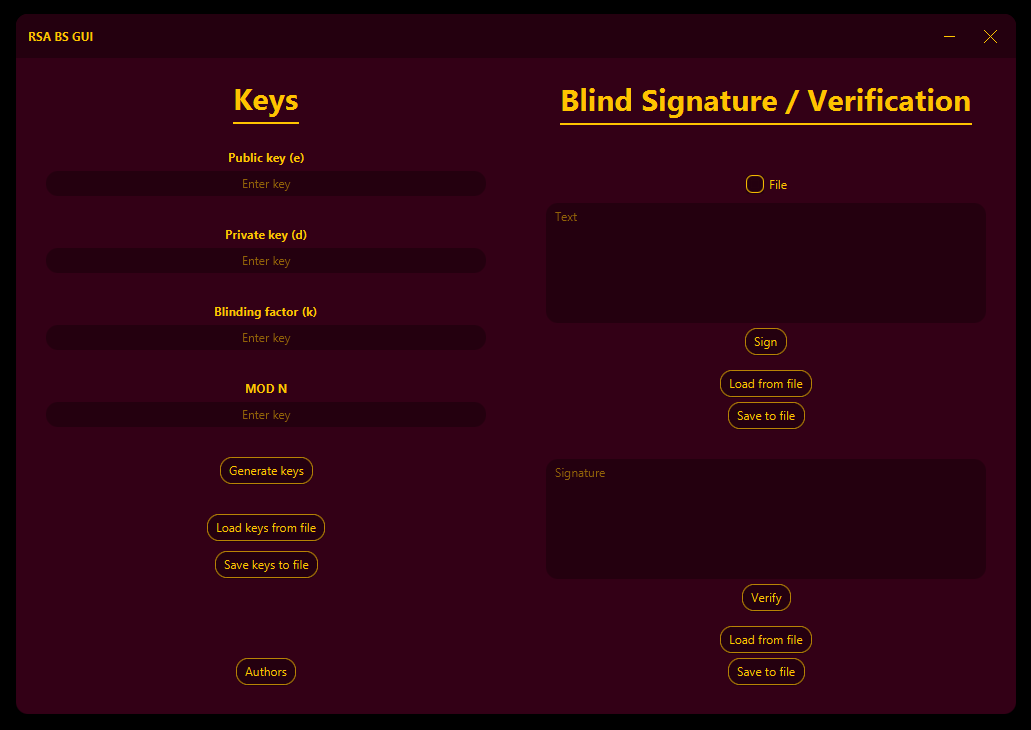 RSA BS GUI
Keys
Public key (e)
Enter key
Private key (d)
Enter key
Blinding factor (k)
Enter key
MOD N
Enter key
Generate keys
Load keys from file
Save keys to file
Authors
Blind Signature / Verification
File
Text
Sign
Load from file
Save to file
Signature
Verify
Load from file
Save to file